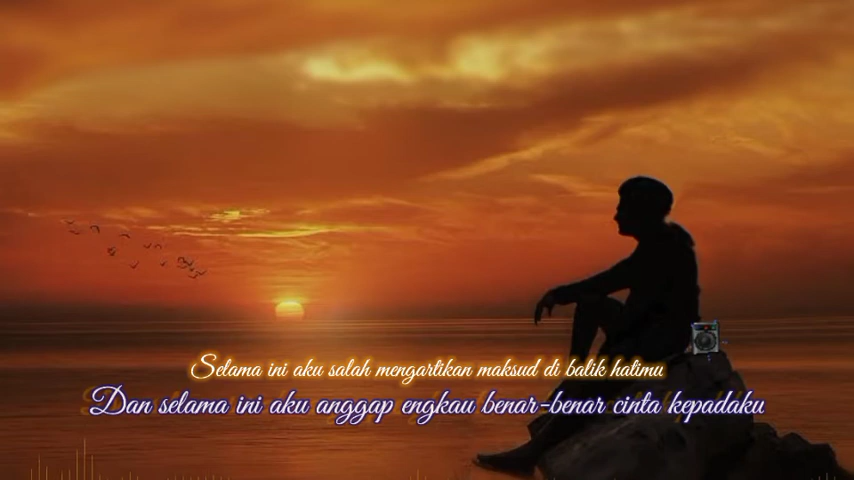 Selama ini aku salah mengartikan maksud di balik hatimu
Dan selama ini aku anggap engkau benar-benar cinta kepadaku